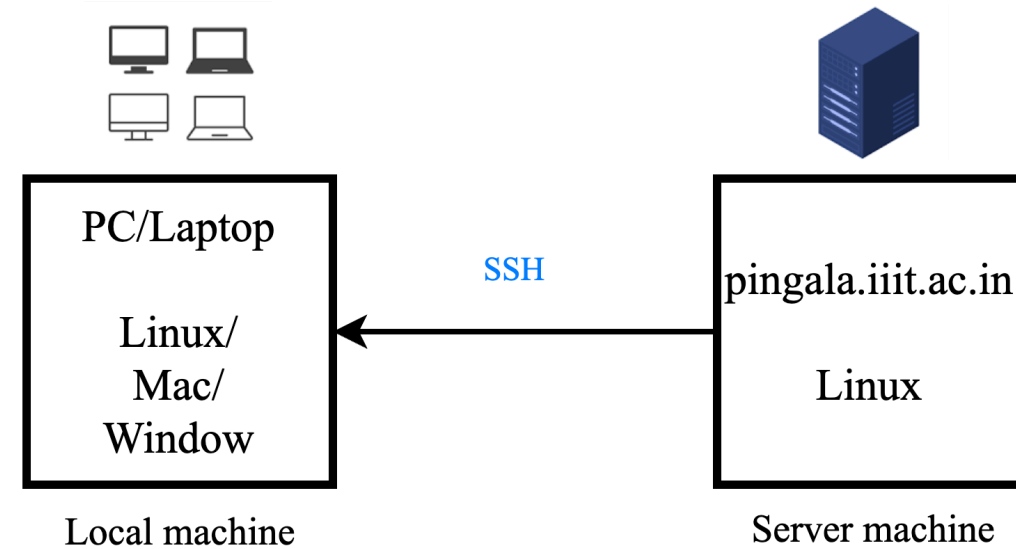 PC/Laptop
Linux/
Mac/
Window
Local machine
SSH
pingala.iiit.ac.in
Linux
Server machine